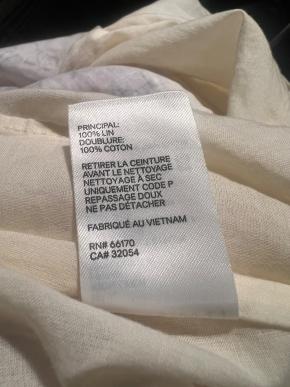 PRINCIPAL:
100% LIN
DOUBLURE:
100% COTON
RETIRER LA CEINTURE
AVANT LE NETTOYAGE
NETTOYAGE À SEC
UNIQUEMENT CODE P
REPASSAGE DOUX
NE PAS DÉTACHER
FABRIQUÉ AU VIETNAM
RN# 66170
CA# 32054